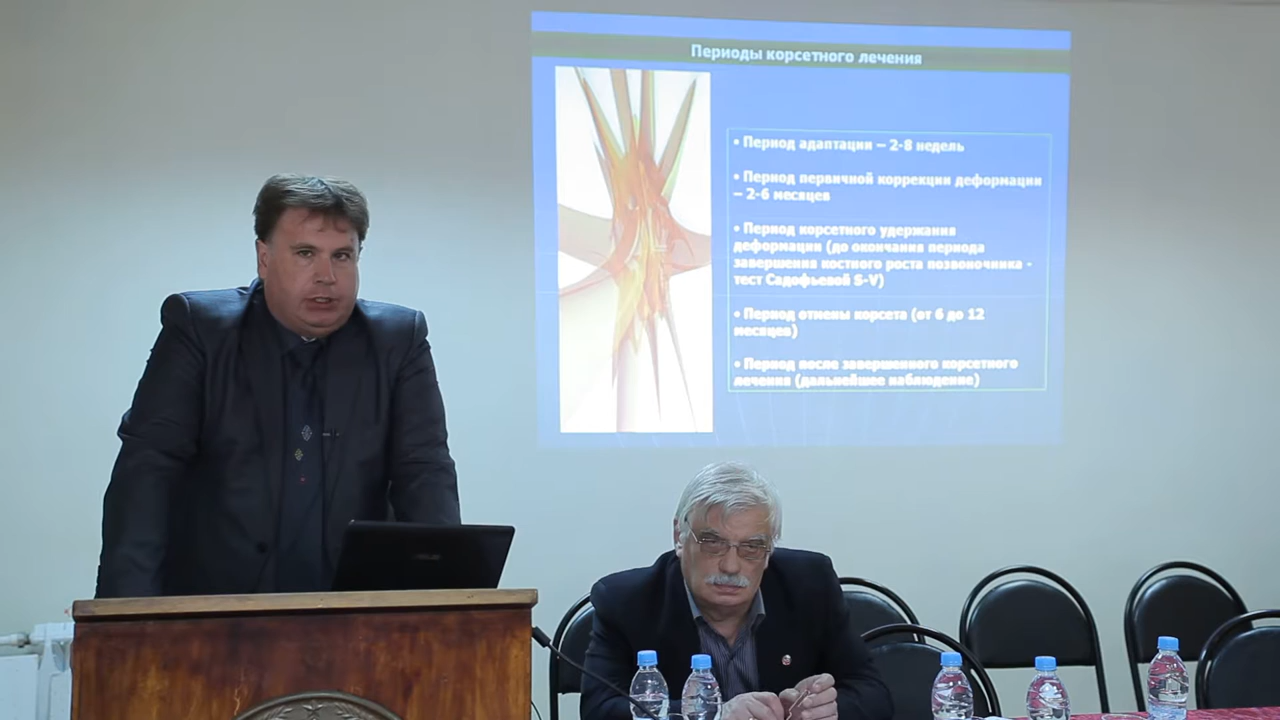 Периоды корсетного лечения
• Период адаптации – 2-8 недель
• Период первичной коррекции деформации
– 2-6 месяцев
• Период корсетного удержания
деформации (до окончания периода
завершения костного роста позвоночника -
тест Садофьевой S-V)
• Период отмены корсета (от 6 до 12
месяцев)
• Период после завершенного корсетного
лечения (дальнейшее наблюдение)